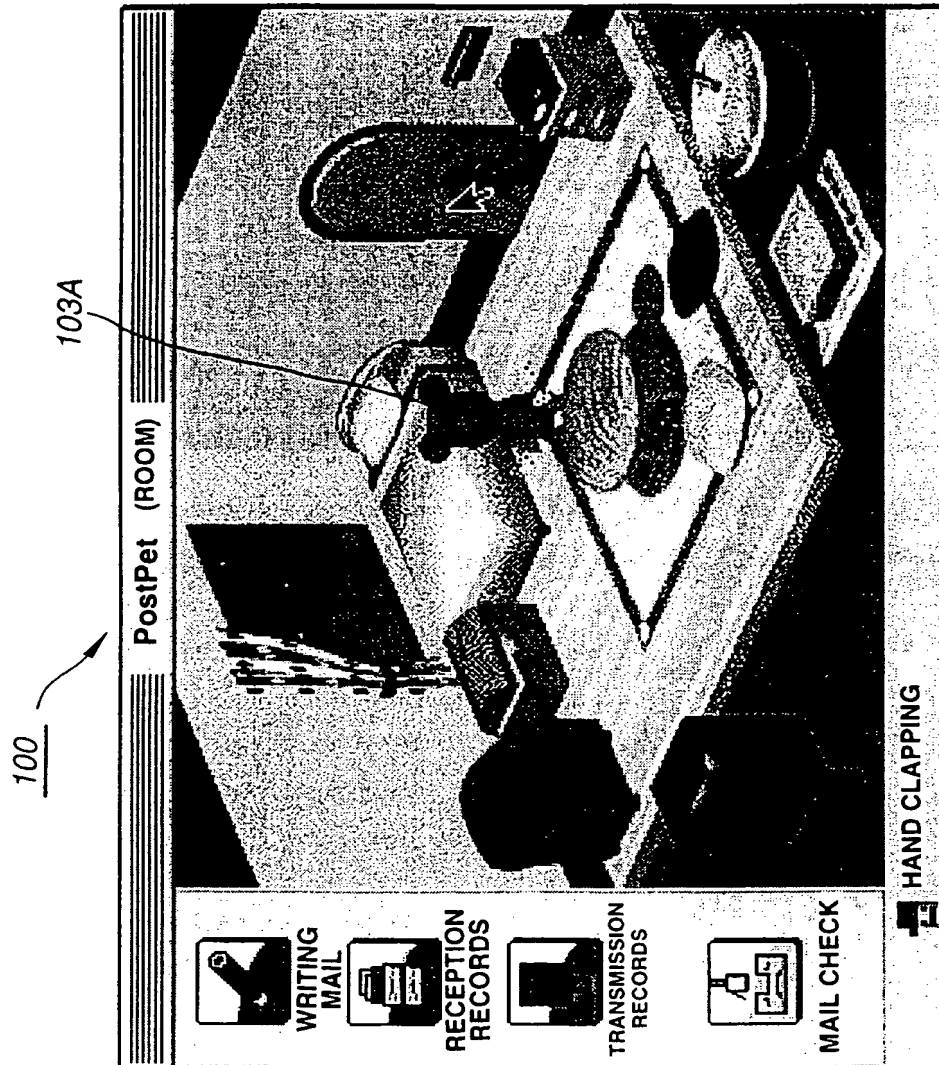 100
103A
PostPet (ROOM)
WRITING
MAIL
RECEPTION
RECORDS
TRANSMISSION
RECORDS
MAIL CHECK
HAND CLAPPING